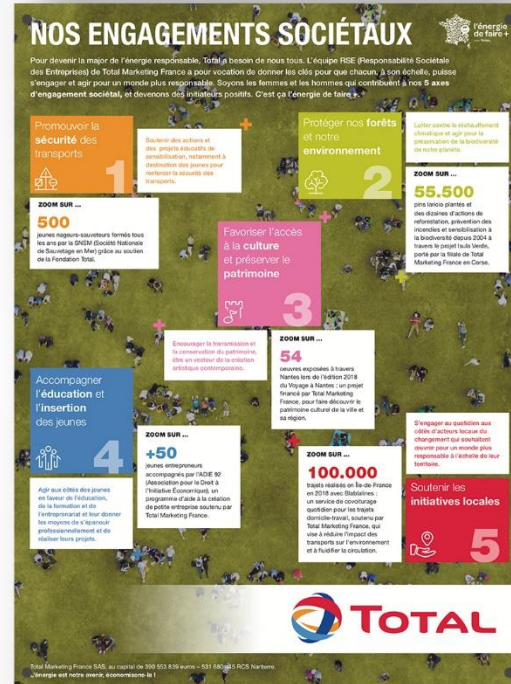 NOS ENGAGEMENTS SOCIÉTAUX
l'énergie
de faire+
Pour devenir la major de l'énergie responsable, Total a besoin de nous tous. L'équipe RSE (Responsabilité Sociétale
des Entreprises) de Total Marketing France a pour vocation de donner les clés pour que chacun, à son échelle, puisse
s'engager et agir pour un monde plus responsable. Soyons les femmes et les hommes qui contribuent à nos 5 axes
d'engagement sociétal, et devenons des initiateurs positifs. C'est ça l'énergie de faire +.
Promouvoir la
sécurité des
transports
1
Soutenir des actions et
des projets éducatifs de
sensibilisation, notamment à
destination des jeunes pour
renforcer la sécurité des
transports.
ZOOM SUR ...
500
jeunes nageurs-sauveteurs formés tous
les ans par la SNSM (Société Nationale
de Sauvetage en Mer) grâce au soutien
de la Fondation Total.
Protéger nos forêts
et notre
environnement
2
Lutter contre le réchauffement
climatique et agir pour la
préservation de la biodiversité
de notre planète.
ZOOM SUR ...
55.500
pins laricio plantés et
des dizaines d'actions de
reforestation, prévention des
incendies et sensibilisation à
la biodiversité depuis 2004 à
travers le projet Isula Verde,
porté par la filiale de Total
Marketing France en Corse.
Favoriser l'accès
à la culture
et préserver le
patrimoine
3
Encourager la transmission et
la conservation du patrimoine,
être un vecteur de la création
artistique contemporaine.
ZOOM SUR ...
54
oeuvres exposées à travers
Nantes lors de l'édition 2018
du Voyage à Nantes : un projet
financé par Total Marketing
France, pour faire découvrir le
patrimoine culturel de la ville et
sa région.
Accompagner
l'éducation et
l'insertion
des jeunes
4
Agir aux côtés des jeunes
en faveur de l'éducation,
de la formation et de
l'entreprenariat et leur donner
les moyens de s'épanouir
professionnellement et de
réaliser leurs projets.
ZOOM SUR ...
+50
jeunes entrepreneurs
accompagnés par l'ADIE 92
(Association pour le Droit à
l'Initiative Économique), un
programme d'aide à la création
de petite entreprise soutenu par
Total Marketing France.
ZOOM SUR ...
100.000
trajets réalisés en Île-de-France
en 2018 avec Blablalines :
un service de covoiturage
quotidien pour les trajets
domicile-travail, soutenu par
Total Marketing France, qui
vise à réduire l'impact des
transports sur l'environnement
et à fluidifier la circulation.
S'engager au quotidien aux
côtés d'acteurs locaux du
changement qui souhaitent
œuvrer pour un monde plus
responsable à l'échelle de leur
territoire.
Soutenir les
initiatives locales
5
TOTAL
Total Marketing France SAS, au capital de 390 553 839 euros – 531 680 445 RCS Nanterre.
L'énergie est notre avenir, économisons-la !